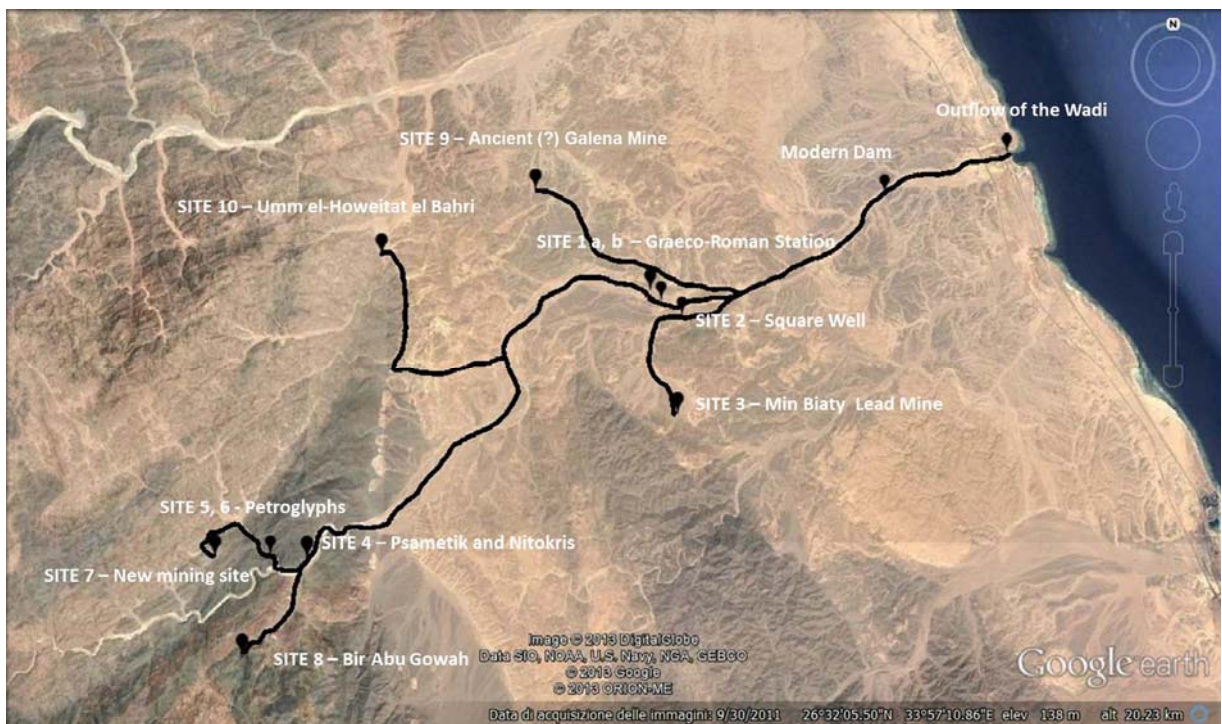 N
Outflow of the Wadi
SITE 9 – Ancient (?) Galena Mine
Modern Dam
SITE 10 – Umm el-Howeitat el Bahri
SITE 1 a, b – Graeco-Roman Station
SITE 2 – Square Well
SITE 3 – Min Biaty Lead Mine
SITE 5, 6 - Petroglyphs
SITE 4 – Psametik and Nitokris
SITE 7 – New mining site
SITE 8 – Bir Abu Gowah
Image © 2013 DigitalGlobe
Data SIO, NOAA, U.S. Navy, NGA, GEBCO
© 2013 Google
© 2013 ORION-ME
Google earth
Data di acquisizione delle immagini: 9/30/2011 26°32'05.50"N 33°57'10.86"E elev 138 m alt 20.23 km